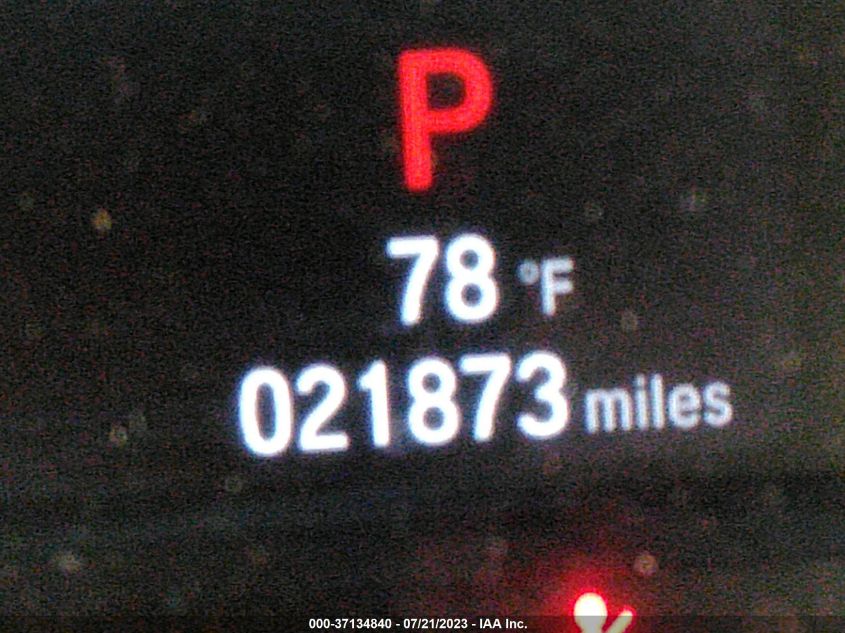 P
78 °F
021873 miles
000-37134840 - 07/21/2023 - IAA Inc.